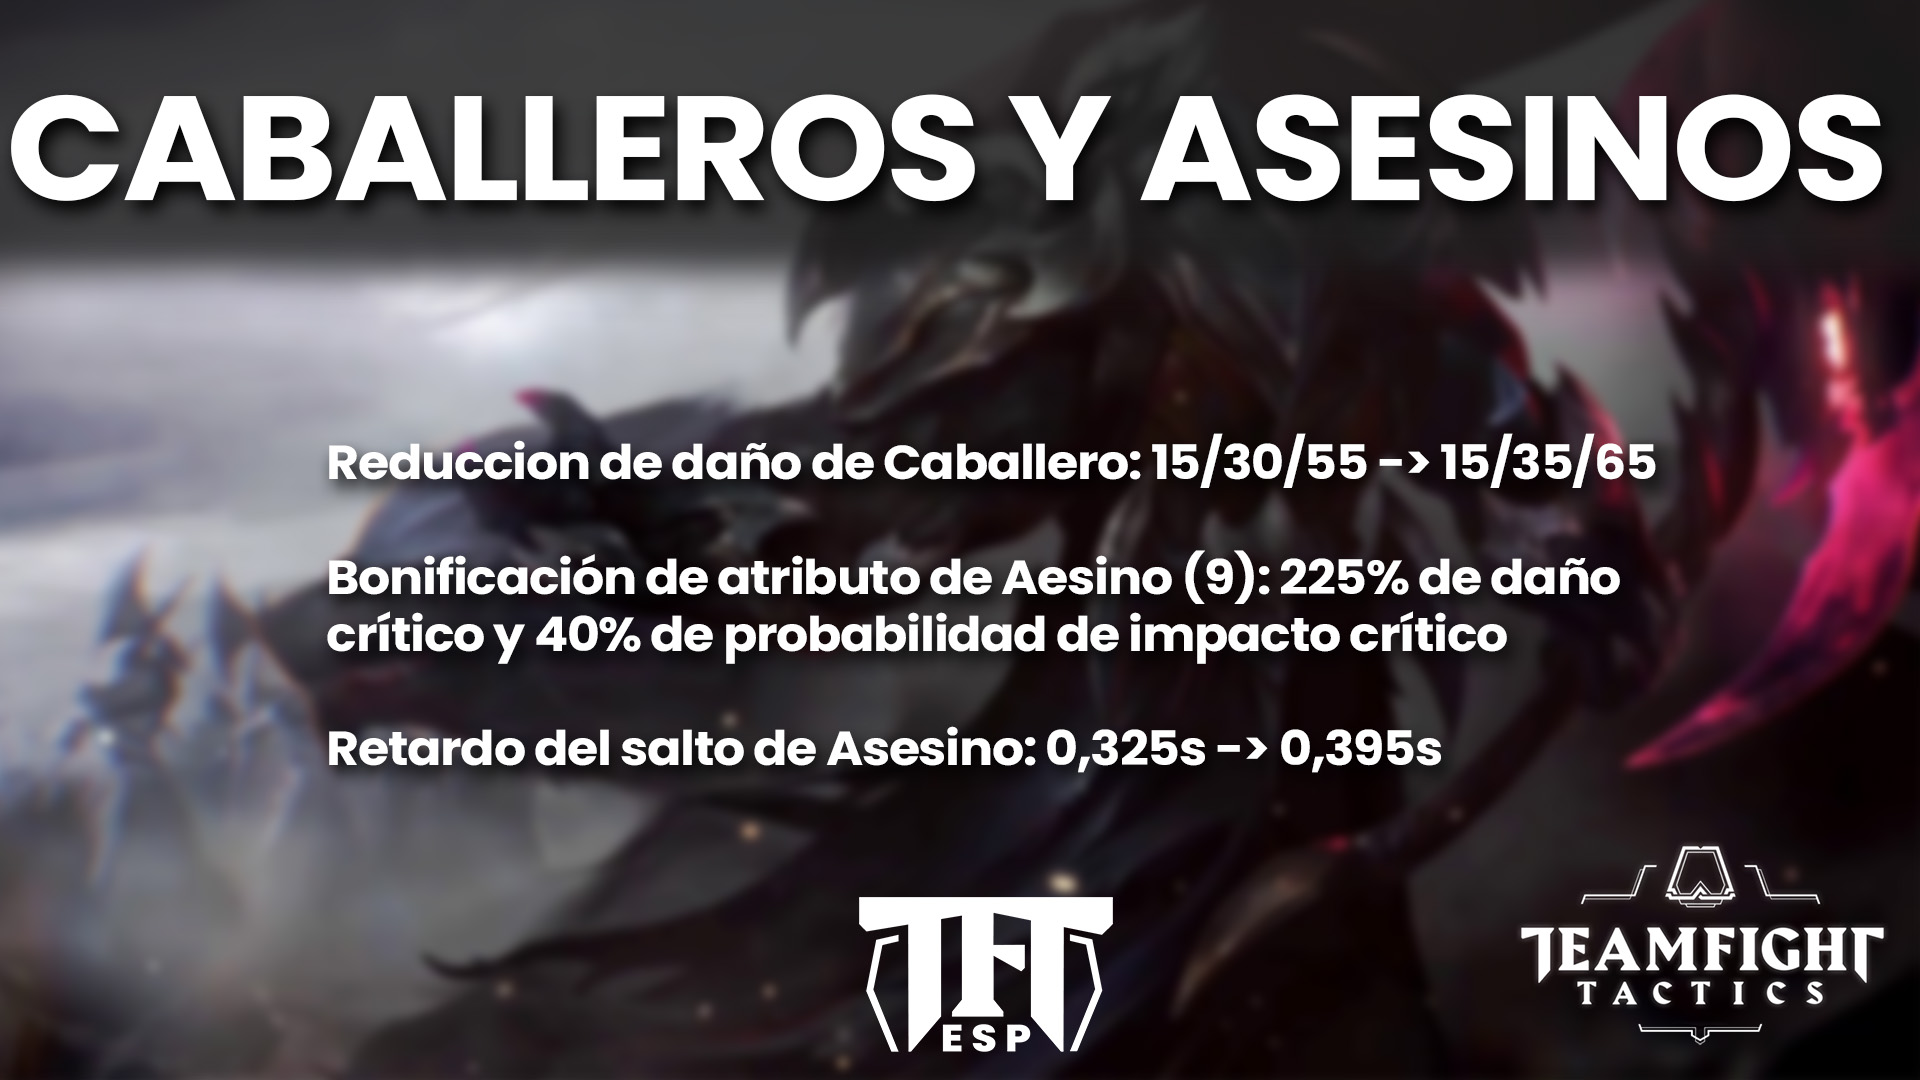 CABALLEROS Y ASESINOS
Reduccion de daño de Caballero: 15/30/55 -> 15/35/65
Bonificación de atributo de Aesino (9): 225% de daño
crítico y 40% de probabilidad de impacto crítico
Retardo del salto de Asesino: 0,325s -> 0,395s
TFT
ESP
TEAMFIGHT
TACTICS